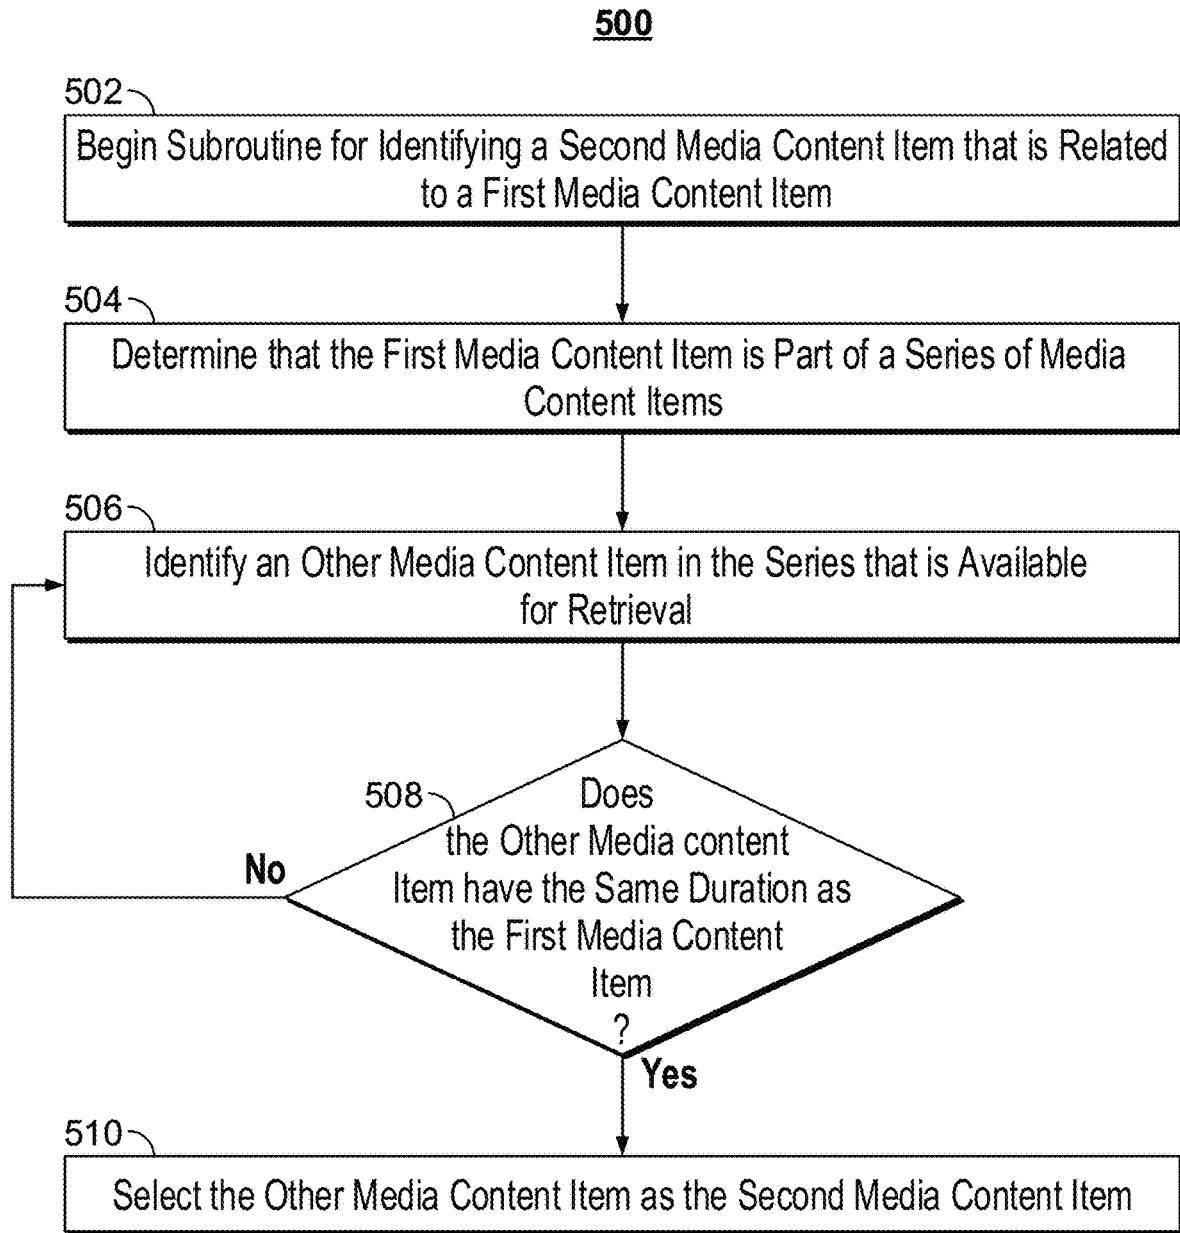 500
502
Begin Subroutine for Identifying a Second Media Content Item that is Related
to a First Media Content Item
504
Determine that the First Media Content Item is Part of a Series of Media
Content Items
506
Identify an Other Media Content Item in the Series that is Available
for Retrieval
508
Does
the Other Media content
Item have the Same Duration as
the First Media Content
Item
?
No
Yes
510
Select the Other Media Content Item as the Second Media Content Item